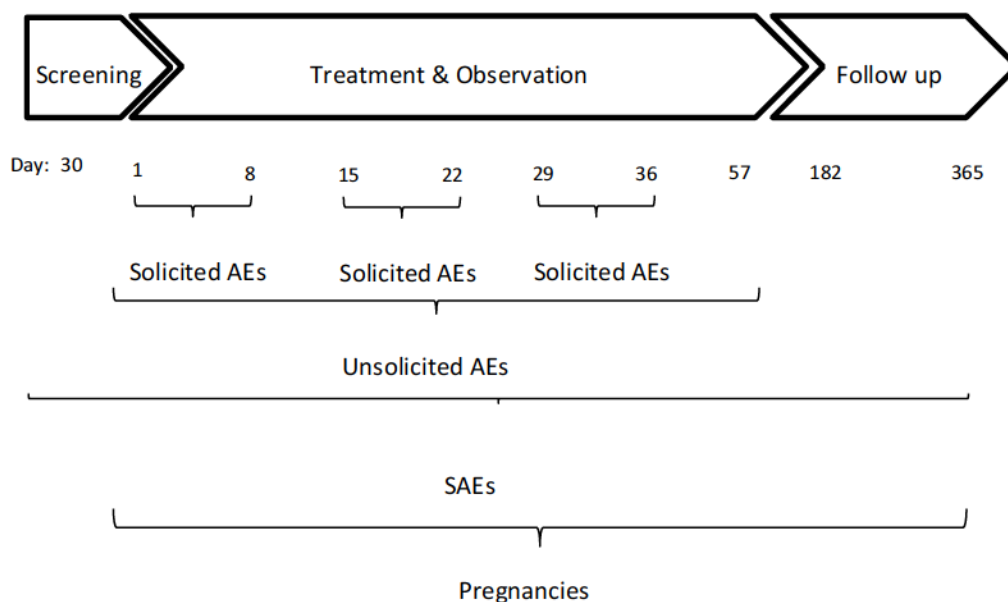 Screening Treatment & Observation Follow up
Day: 30 1 8 15 22 29 36 57 182 365
Solicited AEs Solicited AEs Solicited AEs
Unsolicited AEs
SAEs
Pregnancies